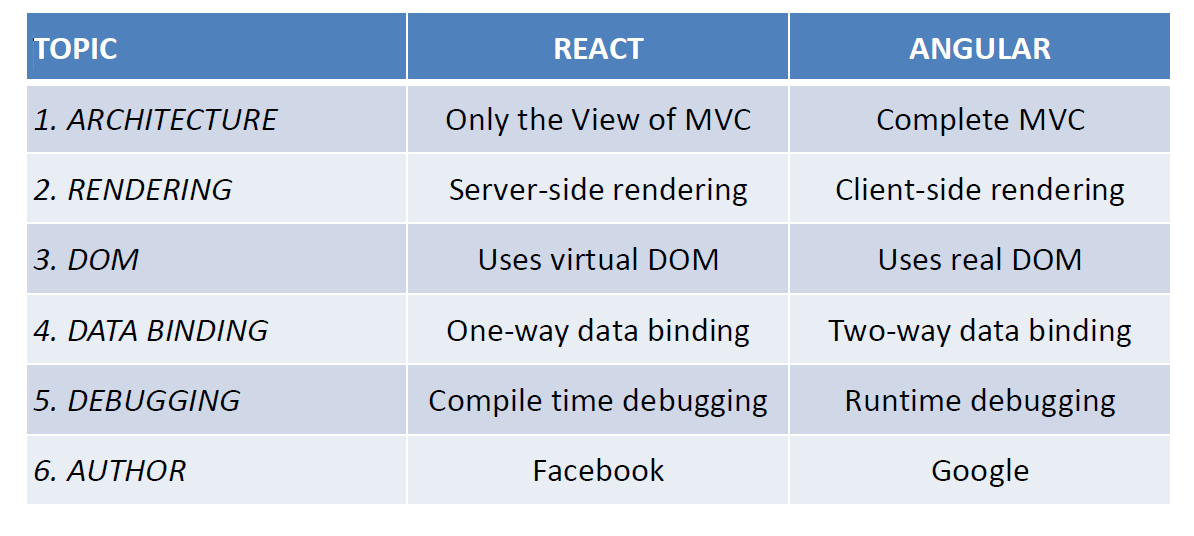 TOPIC REACT ANGULAR
1. ARCHITECTURE Only the View of MVC Complete MVC
2. RENDERING Server-side rendering Client-side rendering
3. DOM Uses virtual DOM Uses real DOM
4. DATA BINDING One-way data binding Two-way data binding
5. DEBUGGING Compile time debugging Runtime debugging
6. AUTHOR Facebook Google